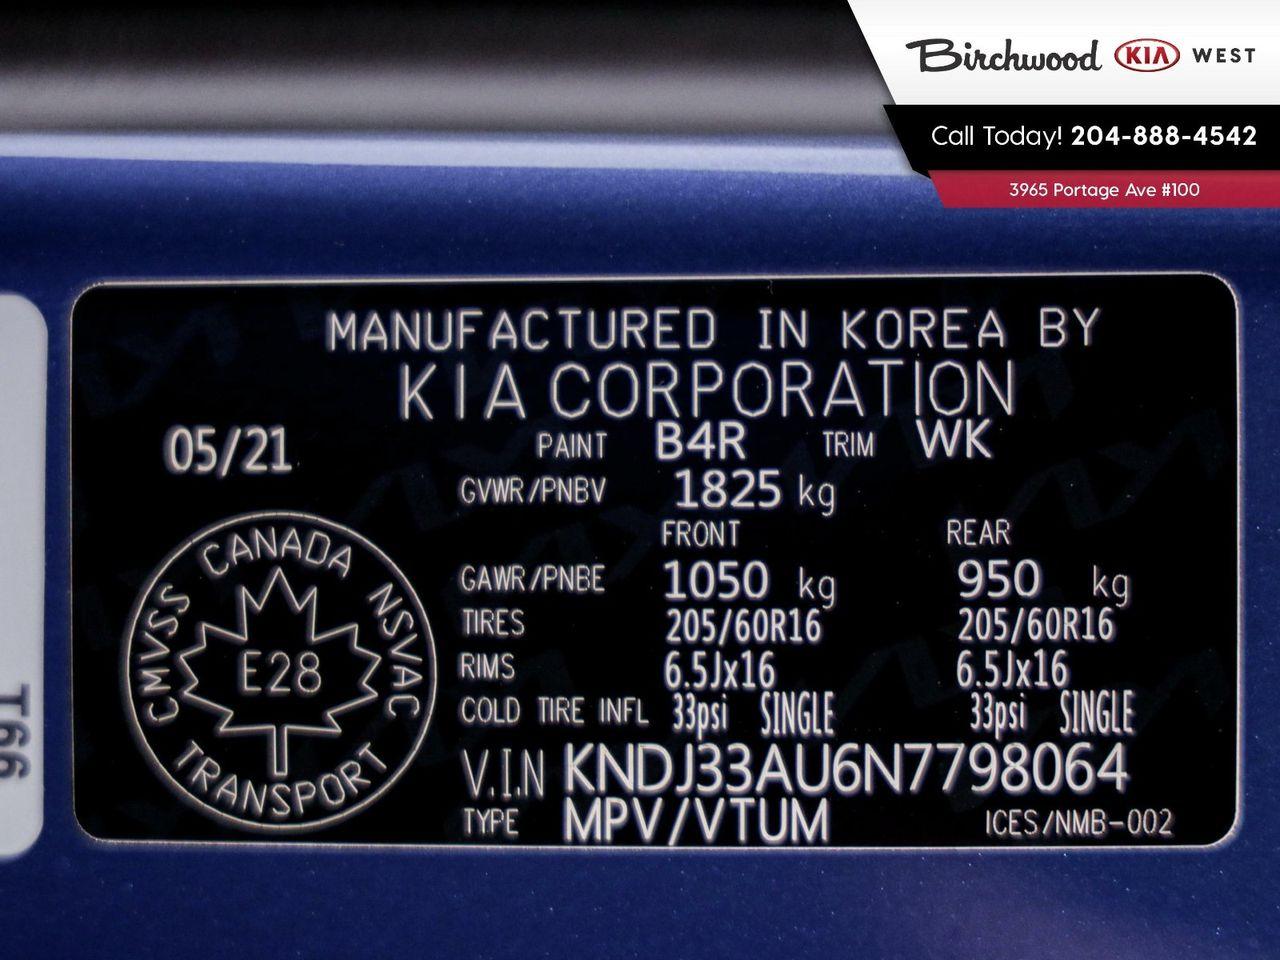 Birchwood KIA WEST
Call Today! 204-888-4542
3965 Portage Ave #100
MANUFACTURED IN KOREA BY
KIA CORPORATION
05/21
PAINT B4R TRIM WK
GVWR/PNBV 1825 kg
FRONT REAR
GAWR/PNBE 1050 kg 950 kg
TIRES 205/60R16 205/60R16
RIMS 6.5Jx16 6.5Jx16
COLD TIRE INFL 33psi SINGLE 33psi SINGLE
V.I.N KNDJ33AU6N7798064
TYPE MPV/VTUM ICES/NMB-002
CANADA
CMVSS NSVAC
E28
TRANSPORT